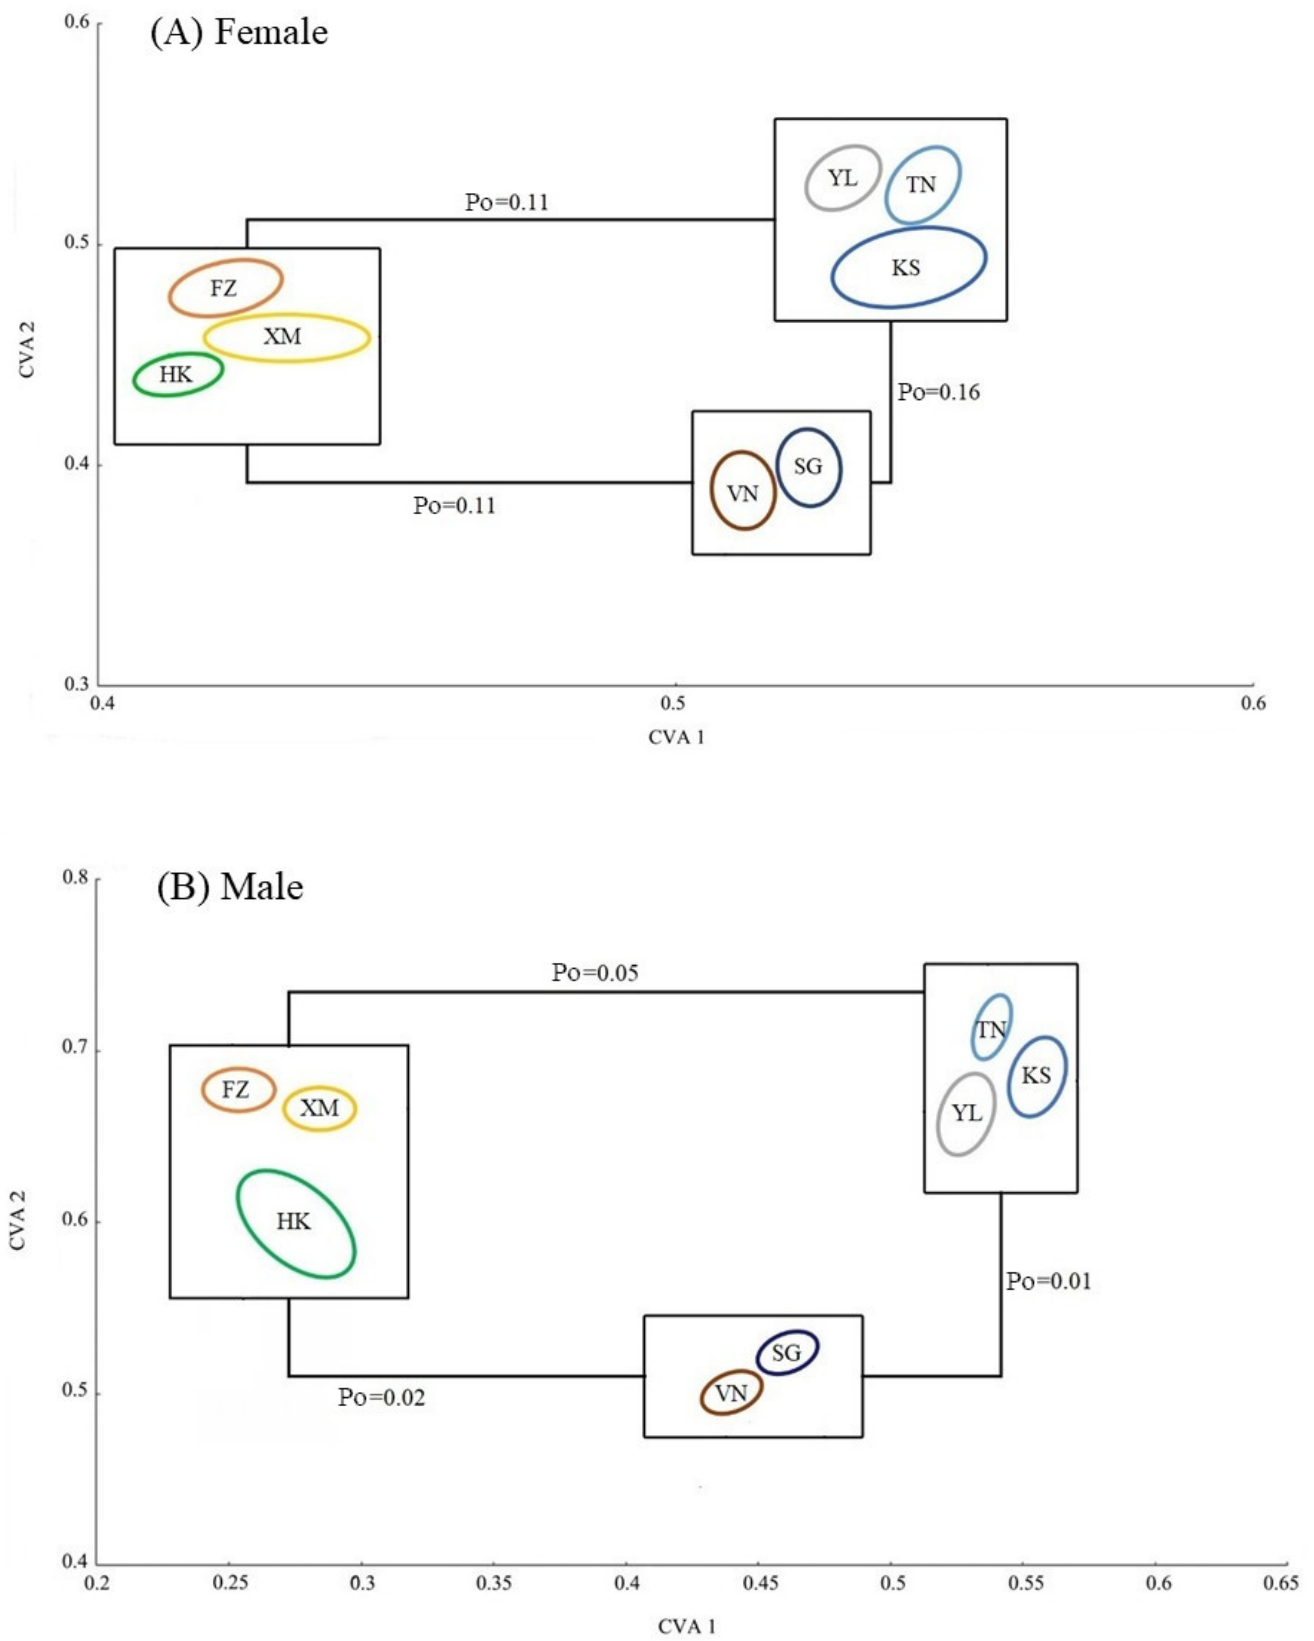 (A) Female
0.6
Po=0.11
YL
TN
0.5
KS
FZ
XM
CVA 2
HK
Po=0.16
0.4
SG
VN
Po=0.11
0.3
0.4 0.5 0.6
CVA 1
(B) Male
0.8
Po=0.05
TN
0.7
KS
FZ
XM
YL
CVA 2
0.6
HK
Po=0.01
SG
0.5
VN
Po=0.02
0.4
0.2 0.25 0.3 0.35 0.4 0.45 0.5 0.55 0.6 0.65
CVA 1